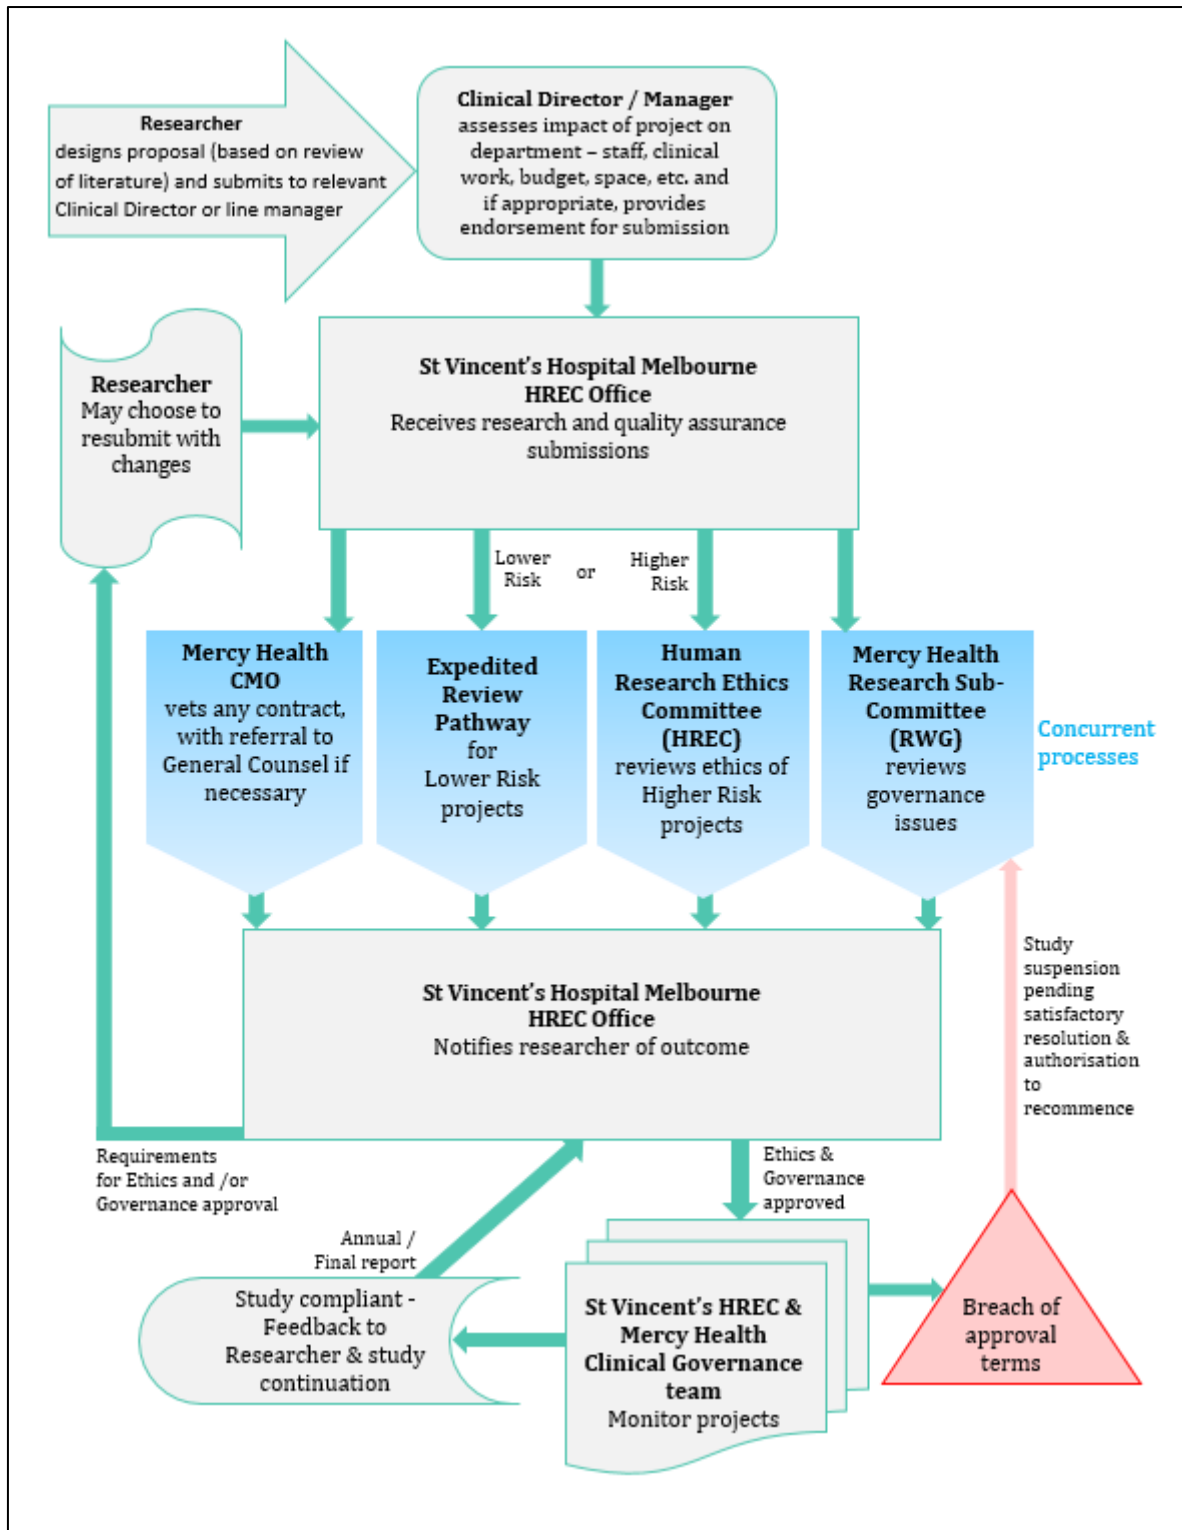 Researcher
designs proposal (based on review
of literature) and submits to relevant
Clinical Director or line manager
Clinical Director / Manager
assesses impact of project on
department – staff, clinical
work, budget, space, etc. and
if appropriate, provides
endorsement for submission
Researcher
May choose to
resubmit with
changes
St Vincent's Hospital Melbourne
HREC Office
Receives research and quality assurance
submissions
Lower
Risk
or
Higher
Risk
Mercy Health
CMO
vets any contract,
with referral to
General Counsel if
necessary
Expedited
Review
Pathway
for
Lower Risk
projects
Human
Research Ethics
Committee
(HREC)
reviews ethics of
Higher Risk
projects
Mercy Health
Research Sub-
Committee
(RWG)
reviews
governance
issues
Concurrent
processes
St Vincent's Hospital Melbourne
HREC Office
Notifies researcher of outcome
Study
suspension
pending
satisfactory
resolution &
authorisation
to
recommence
Requirements
for Ethics and /or
Governance approval
Ethics &
Governance
approved
Annual /
Final report
Study compliant -
Feedback to
Researcher & study
continuation
St Vincent's HREC &
Mercy Health
Clinical Governance
team
Monitor projects
Breach of
approval
terms